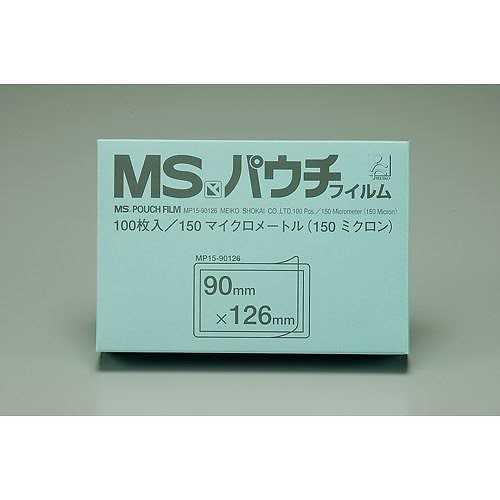 MSパウチフィルム
MEIKO
MS POUCH FILM MP15-90126 MEIKO SHOKAI CO.,LTD.100 Pcs／150 Micrometer (150 Micron)
100枚入／150 マイクロメートル（150 ミクロン）
MP15-90126
90mm
×126mm